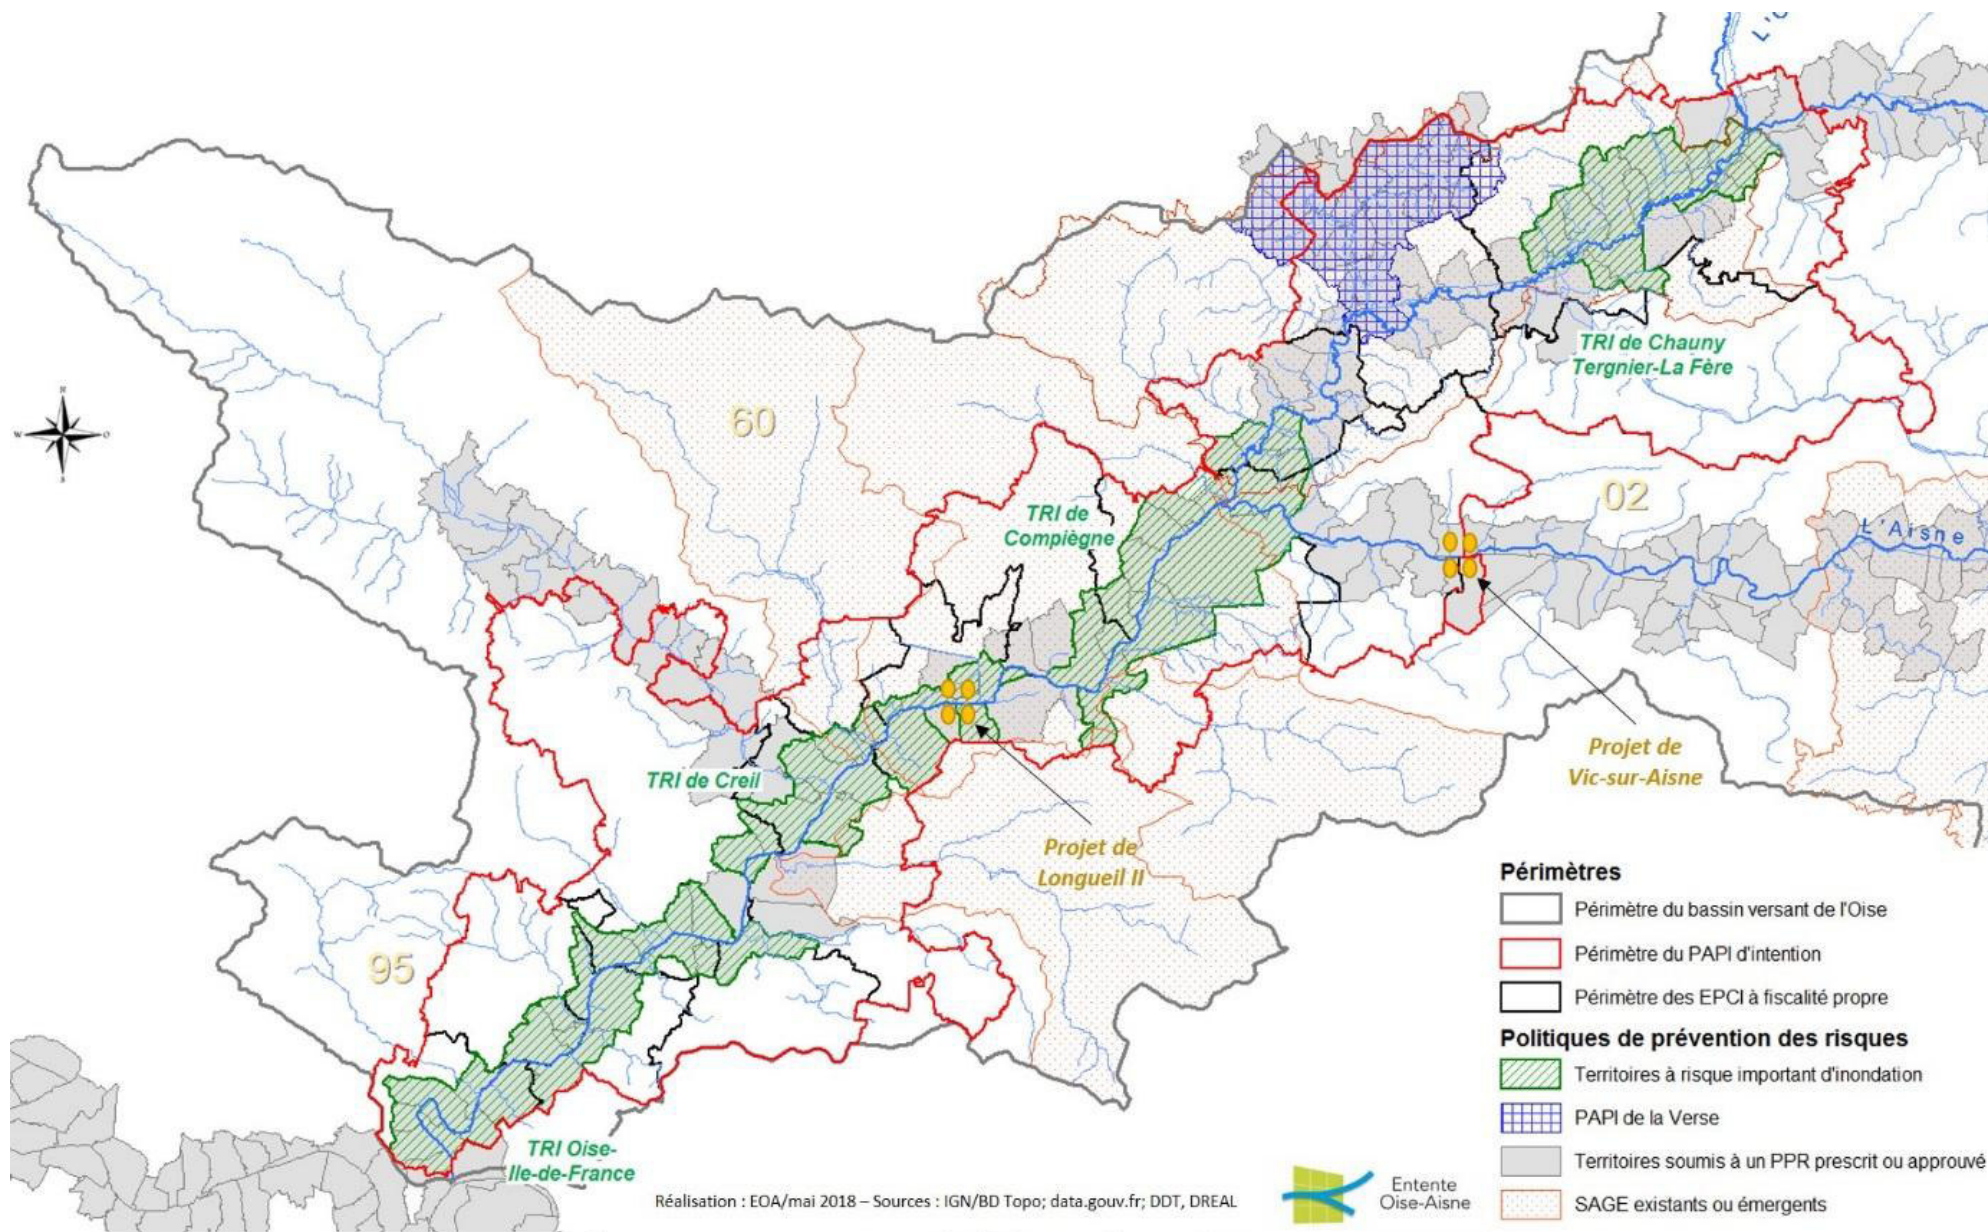 L'O
N
W
O
S
60
02
95
L'Aisne
TRI de Chauny
Tergnier-La Fère
TRI de
Compiègne
Projet de
Vic-sur-Aisne
TRI de Creil
Projet de
Longueil II
TRI Oise-
Ile-de-France
Périmètres
Périmètre du bassin versant de l'Oise
Périmètre du PAPI d'intention
Périmètre des EPCI à fiscalité propre
Politiques de prévention des risques
Territoires à risque important d'inondation
PAPI de la Verse
Territoires soumis à un PPR prescrit ou approuvé
SAGE existants ou émergents
Réalisation : EOA/mai 2018 – Sources : IGN/BD Topo; data.gouv.fr; DDT, DREAL
Entente
Oise-Aisne